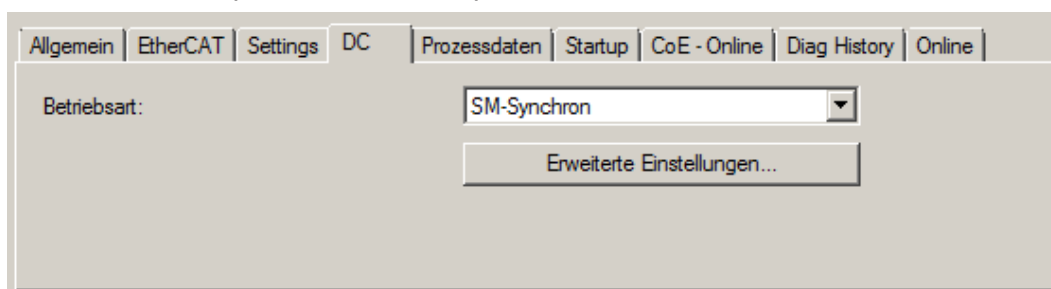 Allgemein EtherCAT Settings DC Prozessdaten Startup CoE - Online Diag History Online
Betriebsart: SM-Synchron
Erweiterte Einstellungen...